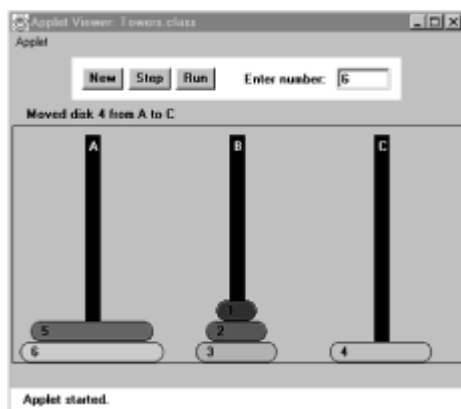 Applet Viewer: Towers.class
Applet
New Step Run Enter number: 6
Moved disk 4 from A to C
A B C
1
5 2
6 3 4
Applet started.